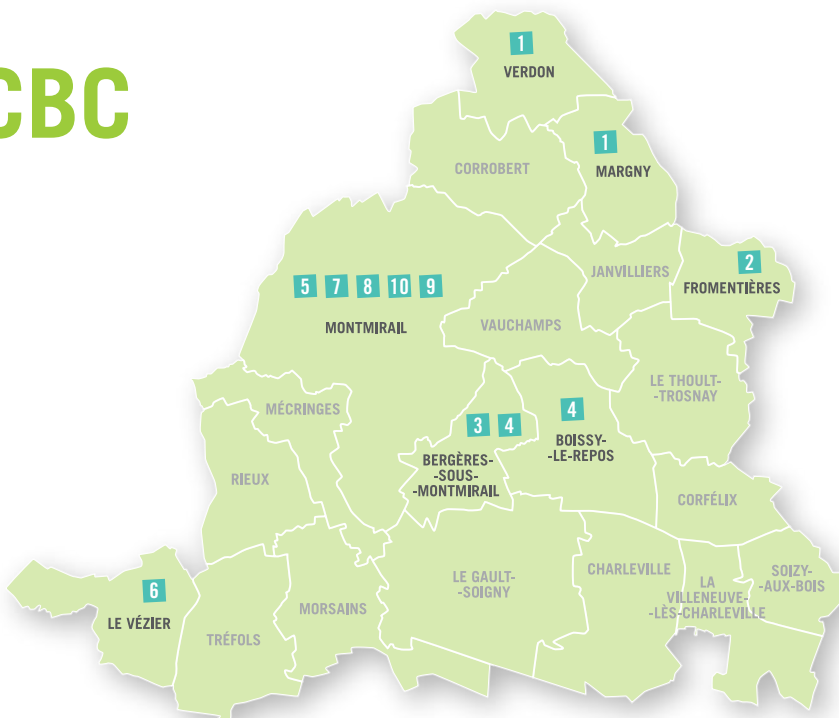 CBC
1
VERDON
1
MARGNY
CORROBERT
2
FROMENTIÈRES
JANVILLIERS
5 7 8 10 9
MONTMIRAIL
VAUCHAMPS
LE THOULT-
-TROSNAY
MÉCRINGES
3 4
BERGÈRES-
-SOUS-
-MONTMIRAIL
4
BOISSY-
-LE-REPOS
RIEUX
CORFÉLIX
6
LE VÉZIER
TRÉFOLS
MORSAINS
LE GAULT-
-SOIGNY
CHARLEVILLE
LA
VILLENEUVE-
-LÈS-CHARLEVILLE
SOIZY-
-AUX-BOIS